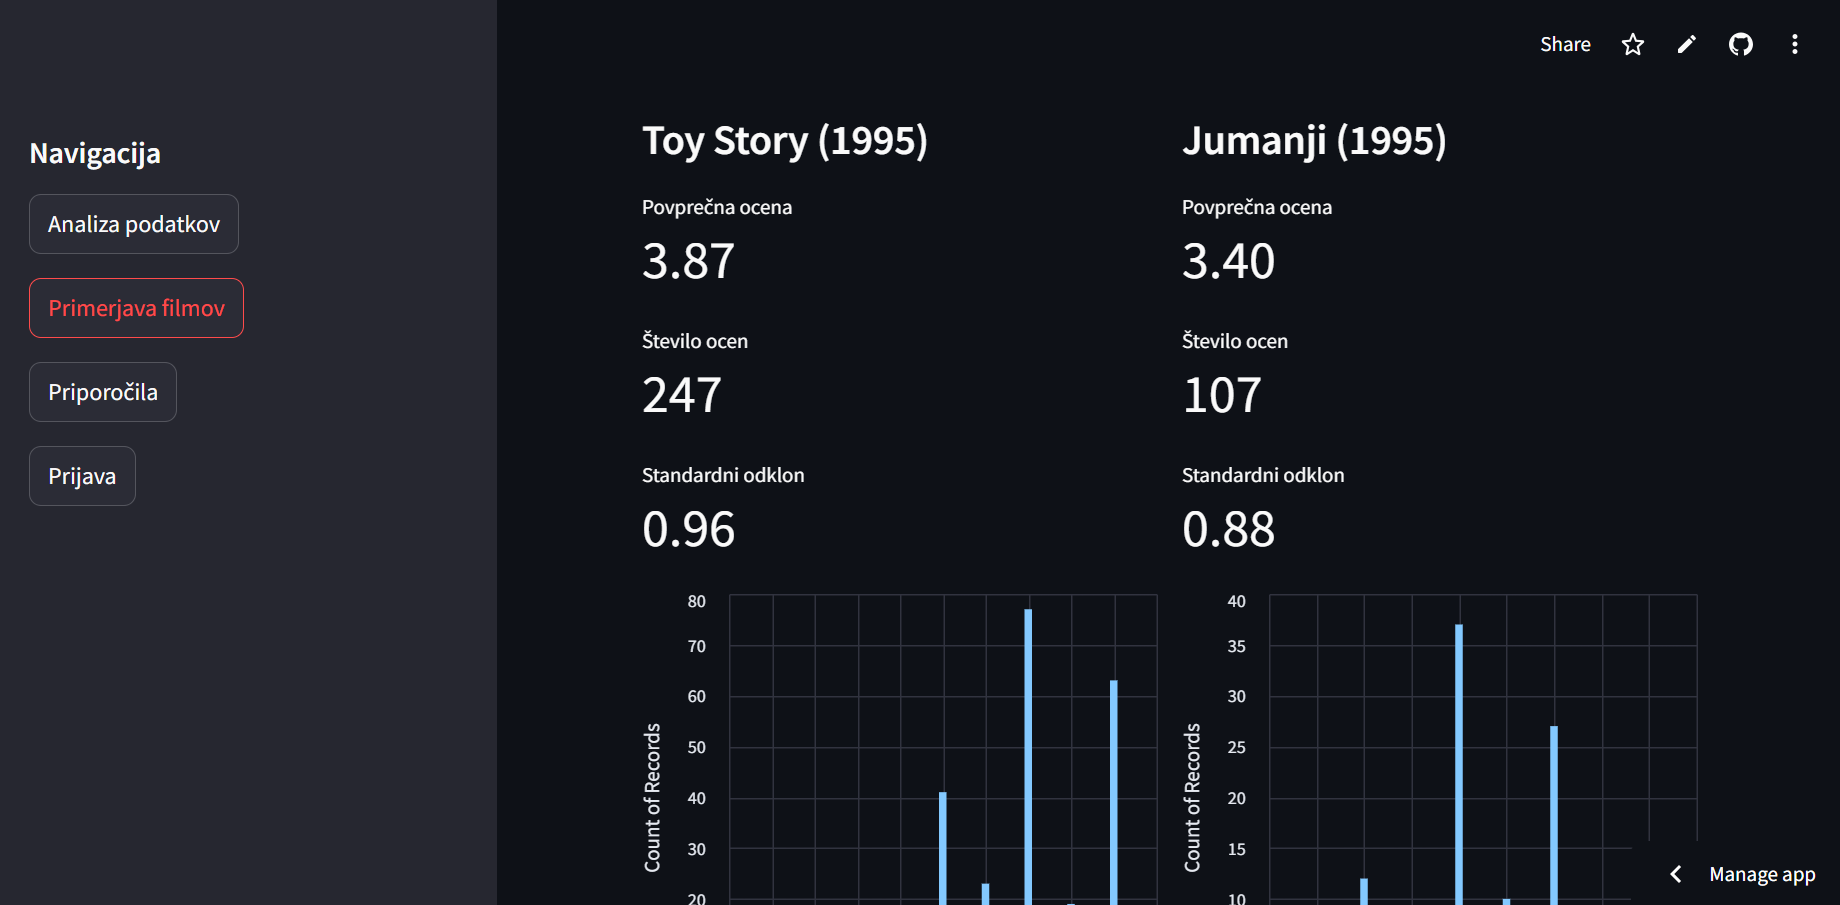 Share
Navigacija
Analiza podatkov
Primerjava filmov
Priporočila
Prijava
Toy Story (1995)
Povprečna ocena
3.87
Število ocen
247
Standardni odklon
0.96
80
70
60
50
40
30
20
Count of Records
Jumanji (1995)
Povprečna ocena
3.40
Število ocen
107
Standardni odklon
0.88
40
35
30
25
20
15
10
Count of Records
Manage app